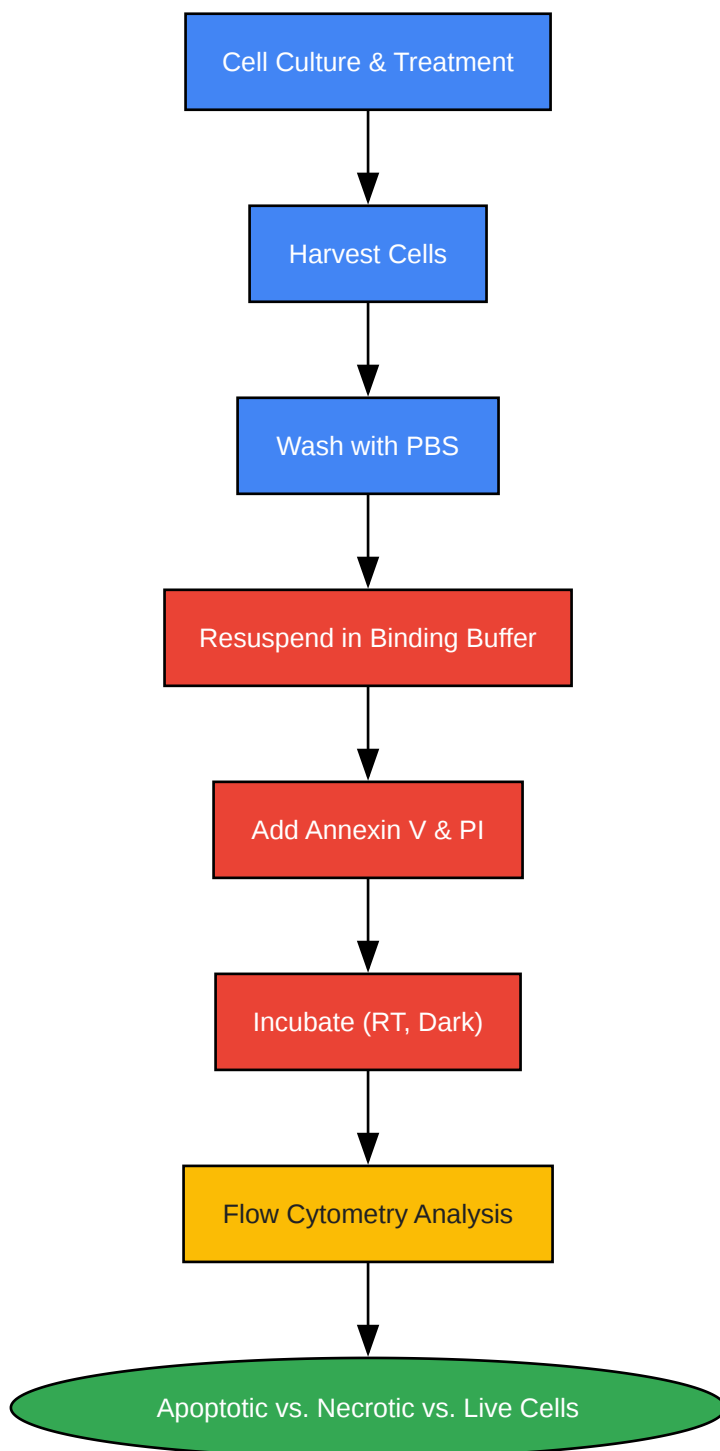 Cell Culture & Treatment
Harvest Cells
Wash with PBS
Resuspend in Binding Buffer
Add Annexin V & PI
Incubate (RT, Dark)
Flow Cytometry Analysis
Apoptotic vs. Necrotic vs. Live Cells